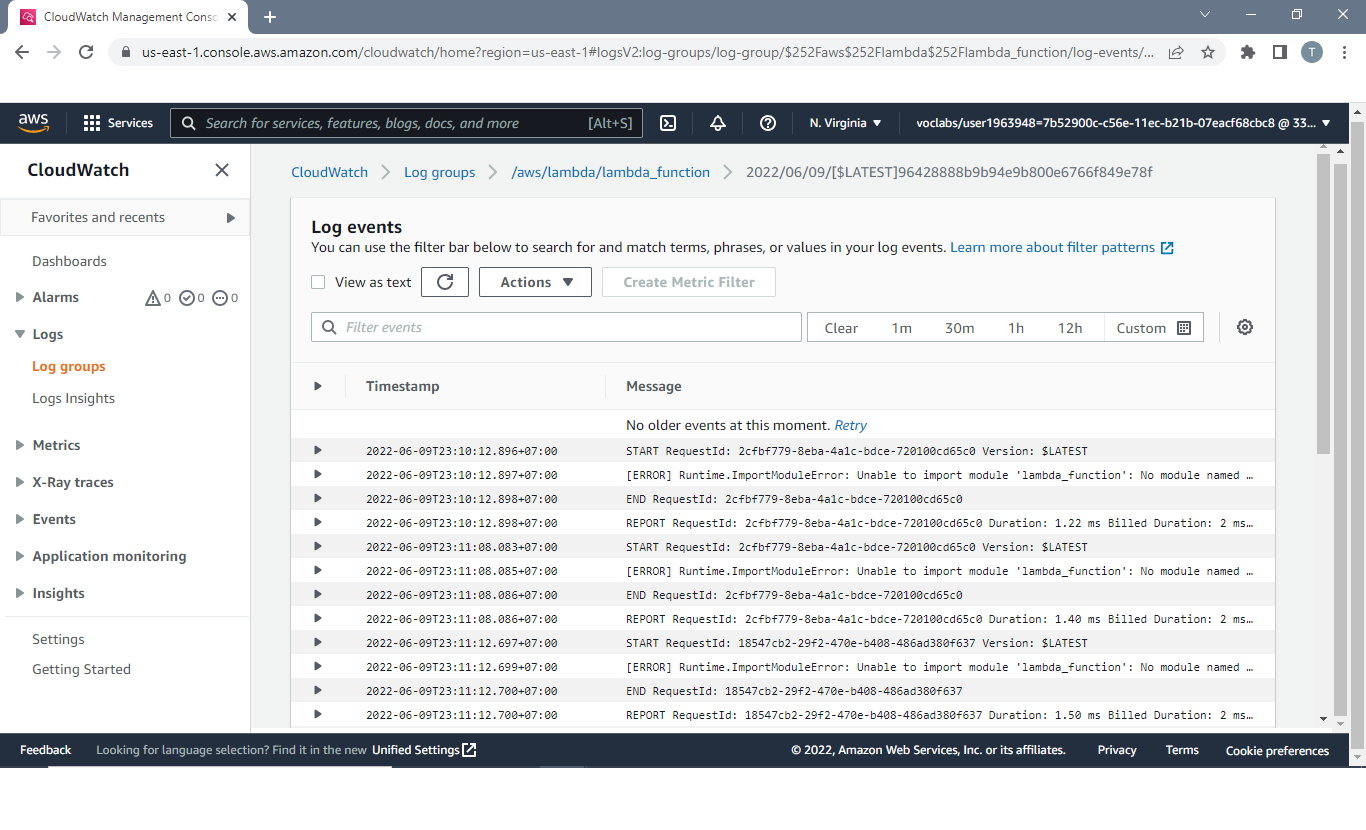 CloudWatch Management Conso
us-east-1.console.aws.amazon.com/cloudwatch/home?region=us-east-1#logsV2:log-groups/log-group/$252Faws$252Flambda$252Flambda_function/log-events/...
T
aws
Services
Search for services, features, blogs, docs, and more [Alt+S]
N. Virginia
voclabs/user1963948=7b52900c-c56e-11ec-b21b-07eacf68cbc8 @ 33...
CloudWatch
Favorites and recents
Dashboards
Alarms 0 0 0
Logs
Log groups
Logs Insights
Metrics
X-Ray traces
Events
Application monitoring
Insights
Settings
Getting Started
CloudWatch Log groups /aws/lambda/lambda_function 2022/06/09/[$LATEST]96428888b9b94e9b800e6766f849e78f
Log events
You can use the filter bar below to search for and match terms, phrases, or values in your log events. Learn more about filter patterns
View as text Actions Create Metric Filter
Filter events Clear 1m 30m 1h 12h Custom
Timestamp Message
No older events at this moment. Retry
2022-06-09T23:10:12.896+07:00 START RequestId: 2cfbf779-8eba-4a1c-bdce-720100cd65c0 Version: $LATEST
2022-06-09T23:10:12.897+07:00 [ERROR] Runtime.ImportModuleError: Unable to import module 'lambda_function': No module named …
2022-06-09T23:10:12.898+07:00 END RequestId: 2cfbf779-8eba-4a1c-bdce-720100cd65c0
2022-06-09T23:10:12.898+07:00 REPORT RequestId: 2cfbf779-8eba-4a1c-bdce-720100cd65c0 Duration: 1.22 ms Billed Duration: 2 ms…
2022-06-09T23:11:08.083+07:00 START RequestId: 2cfbf779-8eba-4a1c-bdce-720100cd65c0 Version: $LATEST
2022-06-09T23:11:08.085+07:00 [ERROR] Runtime.ImportModuleError: Unable to import module 'lambda_function': No module named …
2022-06-09T23:11:08.086+07:00 END RequestId: 2cfbf779-8eba-4a1c-bdce-720100cd65c0
2022-06-09T23:11:08.086+07:00 REPORT RequestId: 2cfbf779-8eba-4a1c-bdce-720100cd65c0 Duration: 1.40 ms Billed Duration: 2 ms…
2022-06-09T23:11:12.697+07:00 START RequestId: 18547cb2-29f2-470e-b408-486ad380f637 Version: $LATEST
2022-06-09T23:11:12.699+07:00 [ERROR] Runtime.ImportModuleError: Unable to import module 'lambda_function': No module named …
2022-06-09T23:11:12.700+07:00 END RequestId: 18547cb2-29f2-470e-b408-486ad380f637
2022-06-09T23:11:12.700+07:00 REPORT RequestId: 18547cb2-29f2-470e-b408-486ad380f637 Duration: 1.50 ms Billed Duration: 2 ms…
Feedback Looking for language selection? Find it in the new Unified Settings © 2022, Amazon Web Services, Inc. or its affiliates. Privacy Terms Cookie preferences